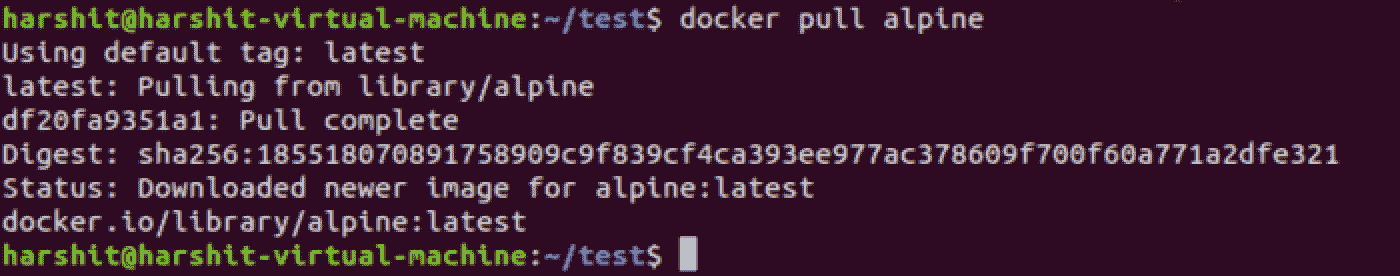 harshit@harshit-virtual-machine:~/test$ docker pull alpine
Using default tag: latest
latest: Pulling from library/alpine
df20fa9351a1: Pull complete
Digest: sha256:185518070891758909c9f839cf4ca393ee977ac378609f700f60a771a2dfe321
Status: Downloaded newer image for alpine:latest
docker.io/library/alpine:latest
harshit@harshit-virtual-machine:~/test$